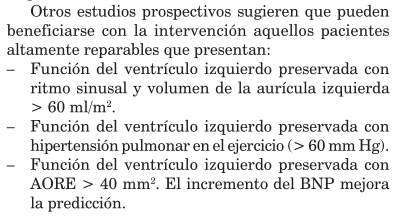 Otros estudios prospectivos sugieren que pueden
beneficiarse con la intervención aquellos pacientes
altamente reparables que presentan:
– Función del ventrículo izquierdo preservada con
ritmo sinusal y volumen de la aurícula izquierda
> 60 ml/m².
– Función del ventrículo izquierdo preservada con
hipertensión pulmonar en el ejercicio (> 60 mm Hg).
– Función del ventrículo izquierdo preservada con
AORE > 40 mm². El incremento del BNP mejora
la predicción.